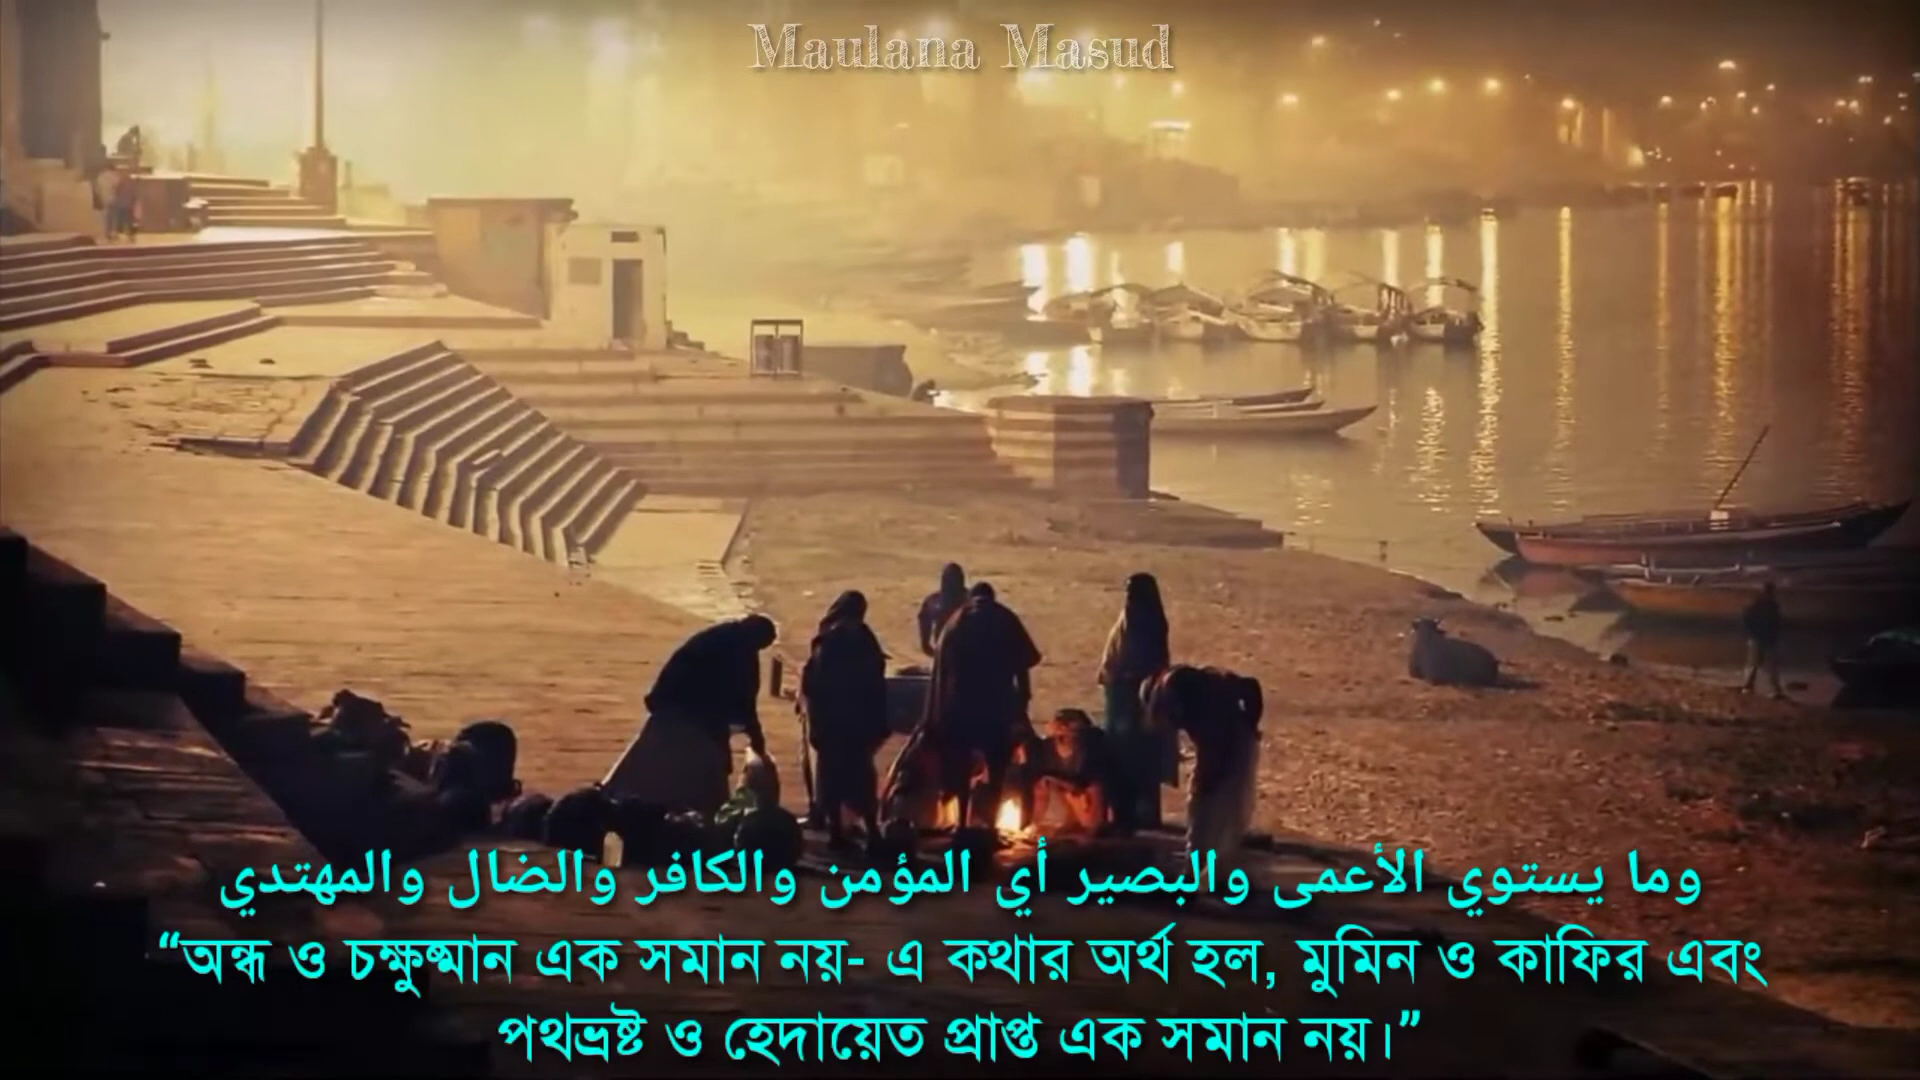 Maulana Masud
وما يستوي الأعمى والبصير أي المؤمن والكافر والضال والمهتدي
“অন্ধ ও চক্ষুষ্মান এক সমান নয়- এ কথার অর্থ হল, মুমিন ও কাফির এবং
পথভ্রষ্ট ও হেদায়েত প্রাপ্ত এক সমান নয়।”